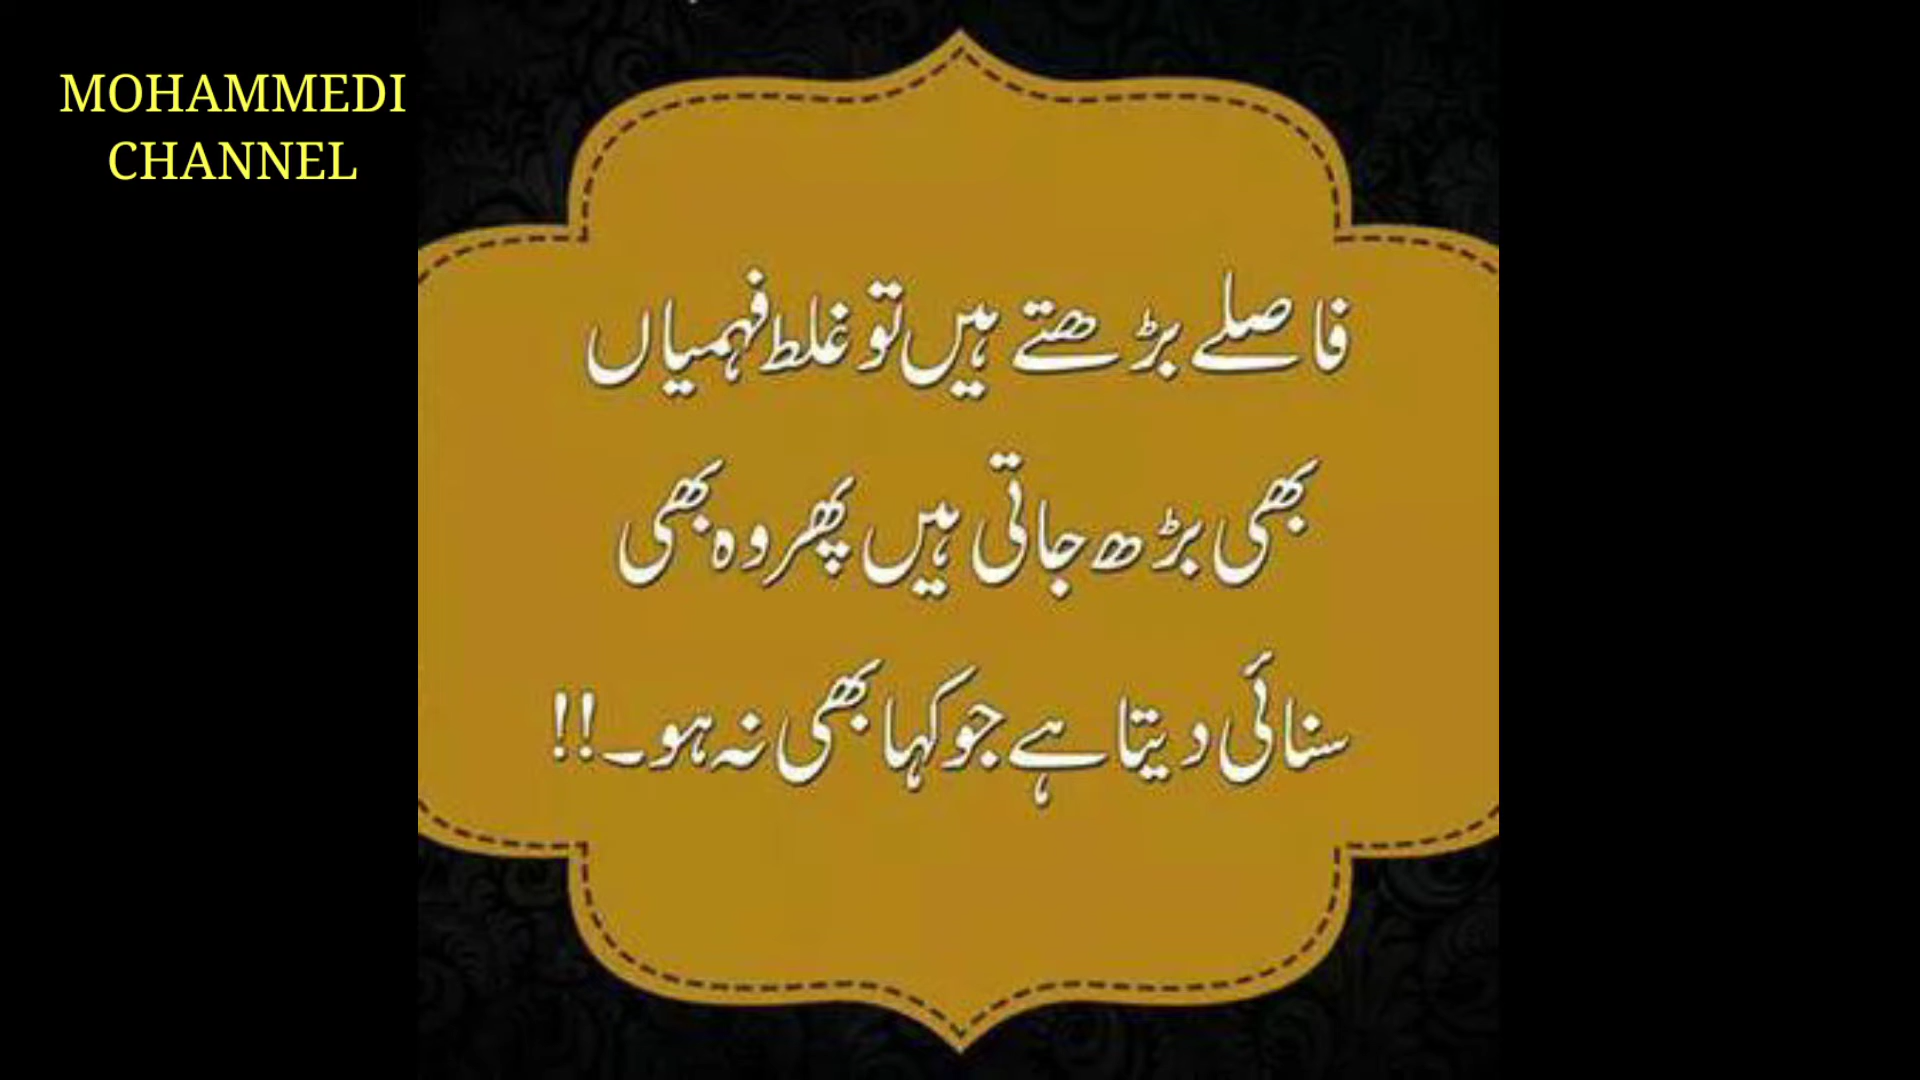 MOHAMMEDI
CHANNEL
فاصلے بڑھتے ہیں تو غلط فہمیاں
بھی بڑھ جاتی ہیں پھر وہ بھی
سنائی دیتا ہے جو کہا بھی نہ ہو۔!!